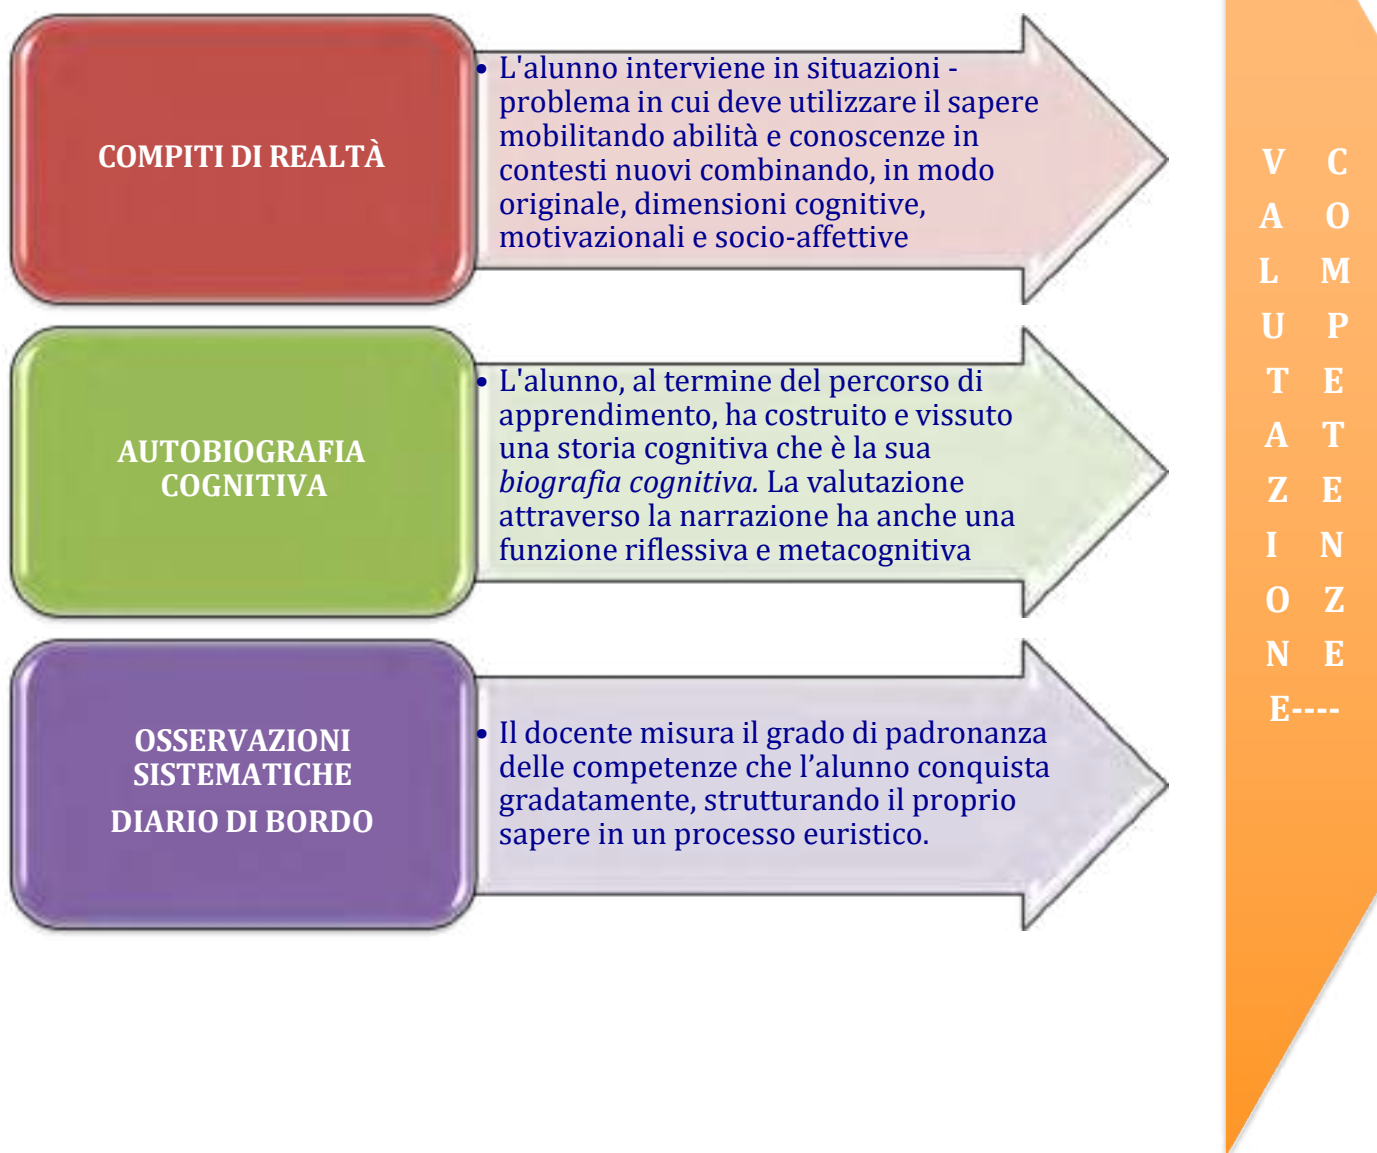 COMPITI DI REALTÀ
• L'alunno interviene in situazioni -
problema in cui deve utilizzare il sapere
mobilitando abilità e conoscenze in
contesti nuovi combinando, in modo
originale, dimensioni cognitive,
motivazionali e socio-affettive
AUTOBIOGRAFIA
COGNITIVA
• L'alunno, al termine del percorso di
apprendimento, ha costruito e vissuto
una storia cognitiva che è la sua
biografia cognitiva. La valutazione
attraverso la narrazione ha anche una
funzione riflessiva e metacognitiva
OSSERVAZIONI
SISTEMATICHE
DIARIO DI BORDO
• Il docente misura il grado di padronanza
delle competenze che l’alunno conquista
gradatamente, strutturando il proprio
sapere in un processo euristico.
V C
A O
L M
U P
T E
A T
Z E
I N
O Z
N E
E----